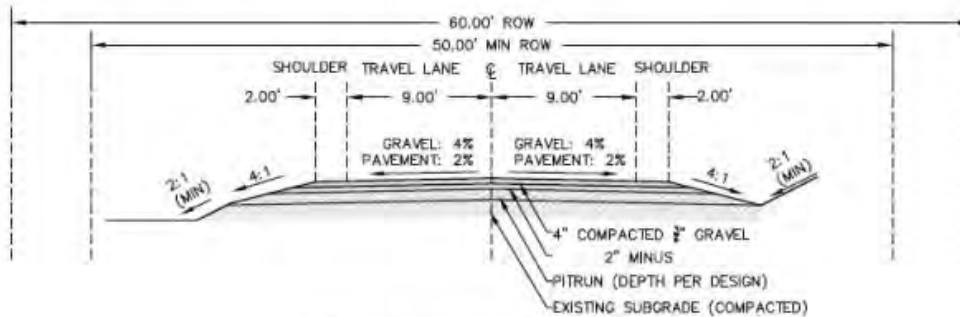 60.00' ROW
50.00' MIN ROW
SHOULDER TRAVEL LANE ℄ TRAVEL LANE SHOULDER
2.00' 9.00' 9.00' 2.00'
GRAVEL: 4% GRAVEL: 4%
PAVEMENT: 2% PAVEMENT: 2%
2:1 (MIN) 4:1 4:1 2:1 (MIN)
4" COMPACTED ¾" GRAVEL
2" MINUS
PITRUN (DEPTH PER DESIGN)
EXISTING SUBGRADE (COMPACTED)